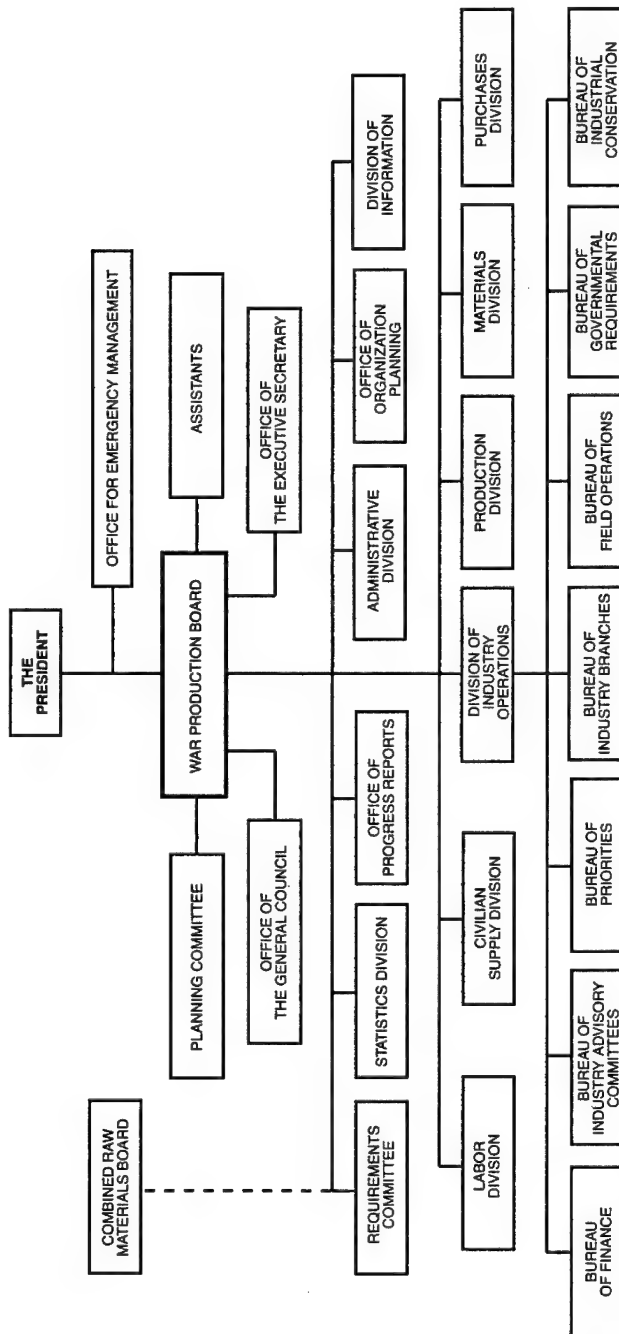 THE
PRESIDENT
OFFICE FOR EMERGENCY MANAGEMENT
COMBINED RAW
MATERIALS BOARD
PLANNING COMMITTEE
WAR PRODUCTION BOARD
ASSISTANTS
OFFICE OF
THE GENERAL COUNCIL
OFFICE OF
THE EXECUTIVE SECRETARY
REQUIREMENTS
COMMITTEE
STATISTICS DIVISION
OFFICE OF
PROGRESS REPORTS
ADMINISTRATIVE
DIVISION
OFFICE OF
ORGANIZATION
PLANNING
DIVISION OF
INFORMATION
LABOR
DIVISION
CIVILIAN
SUPPLY DIVISION
DIVISION OF
INDUSTRY
OPERATIONS
PRODUCTION
DIVISION
MATERIALS
DIVISION
PURCHASES
DIVISION
BUREAU
OF FINANCE
BUREAU OF
INDUSTRY ADVISORY
COMMITTEES
BUREAU OF
PRIORITIES
BUREAU OF
INDUSTRY BRANCHES
BUREAU OF
FIELD OPERATIONS
BUREAU OF
GOVERNMENTAL
REQUIREMENTS
BUREAU OF
INDUSTRIAL
CONSERVATION